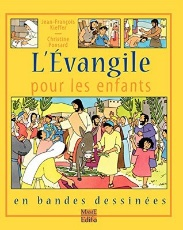 Jean-François
Kieffer
Christine
Ponsard
L'Évangile
pour les enfants
en bandes dessinées
MAME
Edifa